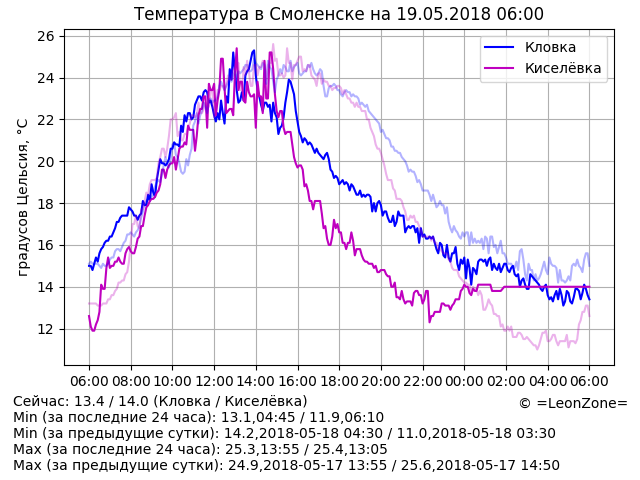 Температура в Смоленске на 19.05.2018 06:00
градусов Цельсия, °C
26
24
22
20
18
16
14
12
Кловка
Киселёвка
06:00 08:00 10:00 12:00 14:00 16:00 18:00 20:00 22:00 00:00 02:00 04:00 06:00
Сейчас: 13.4 / 14.0 (Кловка / Киселёвка)
© =LeonZone=
Min (за последние 24 часа): 13.1,04:45 / 11.9,06:10
Min (за предыдущие сутки): 14.2,2018-05-18 04:30 / 11.0,2018-05-18 03:30
Max (за последние 24 часа): 25.3,13:55 / 25.4,13:05
Max (за предыдущие сутки): 24.9,2018-05-17 13:55 / 25.6,2018-05-17 14:50